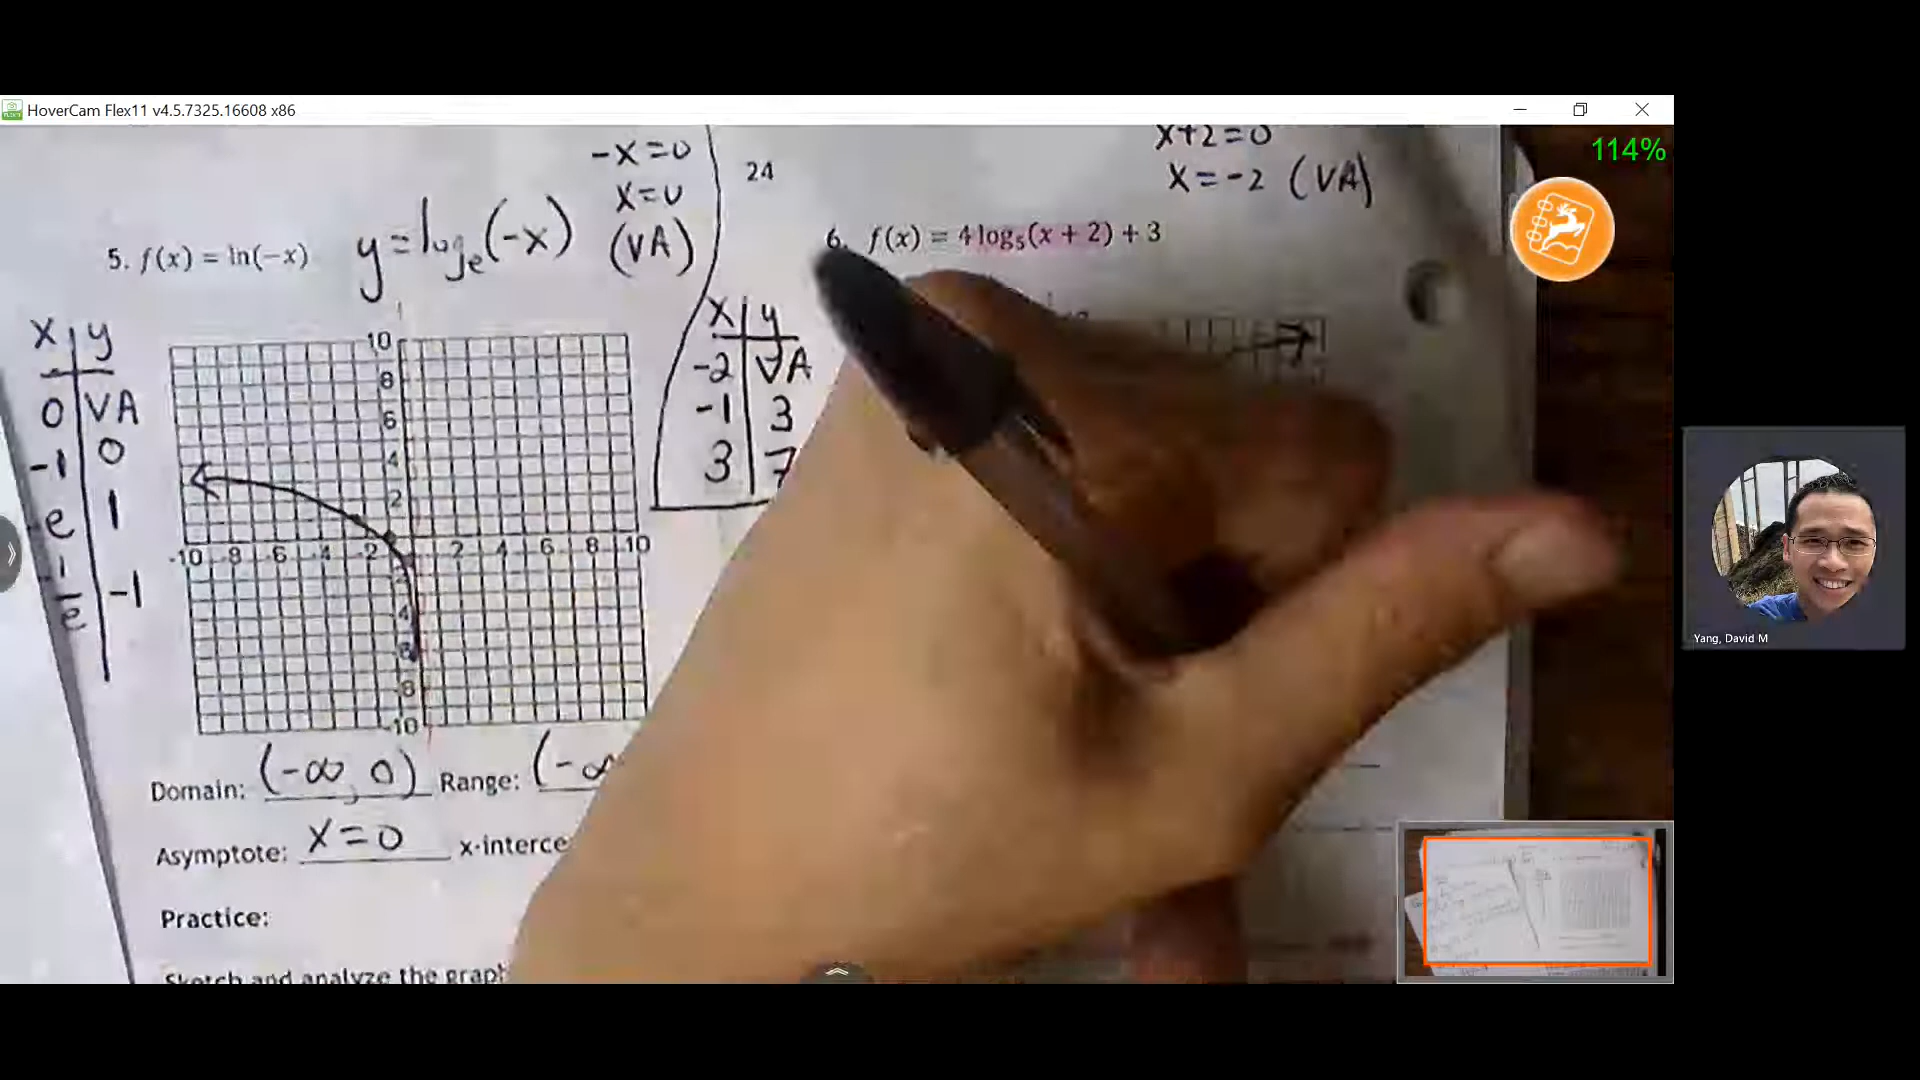 HoverCam Flex11 v4.5.7325.16608 x86
114%
-x=0
x=0
(VA)
24
x+2=0
x=-2 (VA)
5. f(x) = ln(-x)
y=log_e(-x)
6. f(x) = 4 log₅(x + 2) + 3
x y
0 VA
-1 0
-e 1
-1/e -1
x y
-2 VA
-1 3
3 7
10
8
6
4
2
-10 -8 -6 -4 -2 2 4 6 8 10
4
6
-8
-10
Domain: (-∞, 0) Range: (-∞
Asymptote: x=0 x-interce
Practice:
Sketch and analyze the graph
Yang, David M